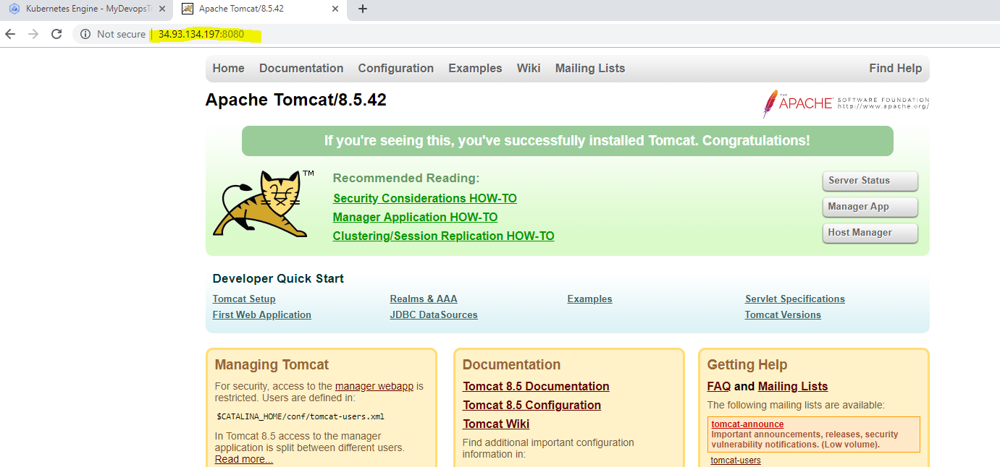 Kubernetes Engine - MyDevopsT
Apache Tomcat/8.5.42
Not secure | 34.93.134.197:8080
Home Documentation Configuration Examples Wiki Mailing Lists Find Help
Apache Tomcat/8.5.42
THE APACHE SOFTWARE FOUNDATION
http://www.apache.org/
If you're seeing this, you've successfully installed Tomcat. Congratulations!
TM
Recommended Reading:
Security Considerations HOW-TO
Manager Application HOW-TO
Clustering/Session Replication HOW-TO
Server Status
Manager App
Host Manager
Developer Quick Start
Tomcat Setup
First Web Application
Realms & AAA
JDBC DataSources
Examples
Servlet Specifications
Tomcat Versions
Managing Tomcat
For security, access to the manager webapp is
restricted. Users are defined in:
$CATALINA_HOME/conf/tomcat-users.xml
In Tomcat 8.5 access to the manager
application is split between different users.
Read more...
Documentation
Tomcat 8.5 Documentation
Tomcat 8.5 Configuration
Tomcat Wiki
Find additional important configuration
information in:
Getting Help
FAQ and Mailing Lists
The following mailing lists are available:
tomcat-announce
Important announcements, releases, security
vulnerability notifications. (Low volume).
tomcat-users